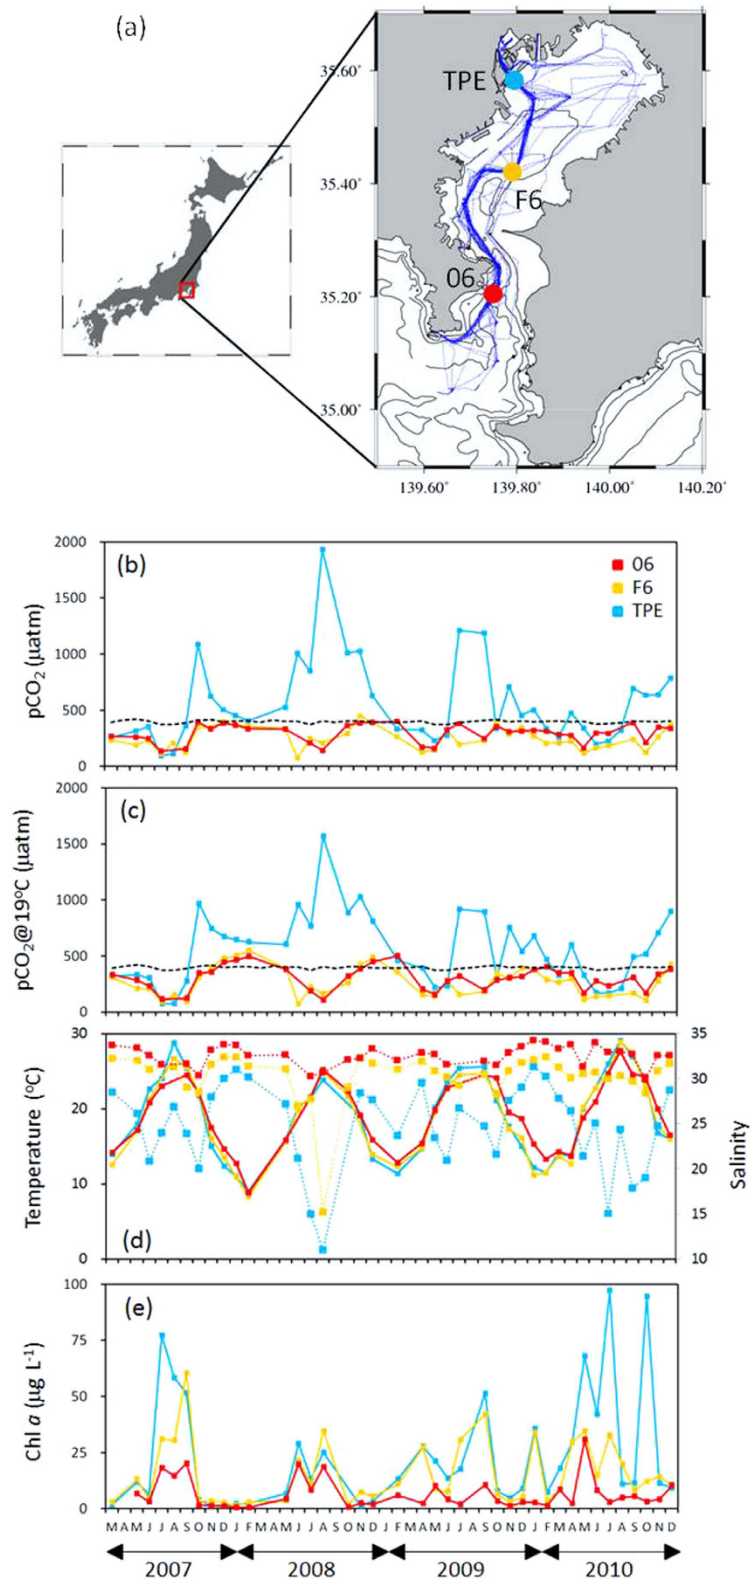 (a)
35.60°
TPE
35.40°
F6
06
35.20°
35.00°
139.60° 139.80° 140.00° 140.20°
2000
(b)
06
F6
TPE
1500
1000
500
0
pCO₂ (μatm)
2000
(c)
1500
1000
500
0
pCO₂@19°C (μatm)
30 35
30
20 25
20
10 15
0 10
(d)
Temperature (°C)
Salinity
100
(e)
75
50
25
0
Chl a (μg L⁻¹)
M A M J J A S O N D J F M A M J J A S O N D J F M A M J J A S O N D J F M A M J J A S O N D
2007 2008 2009 2010